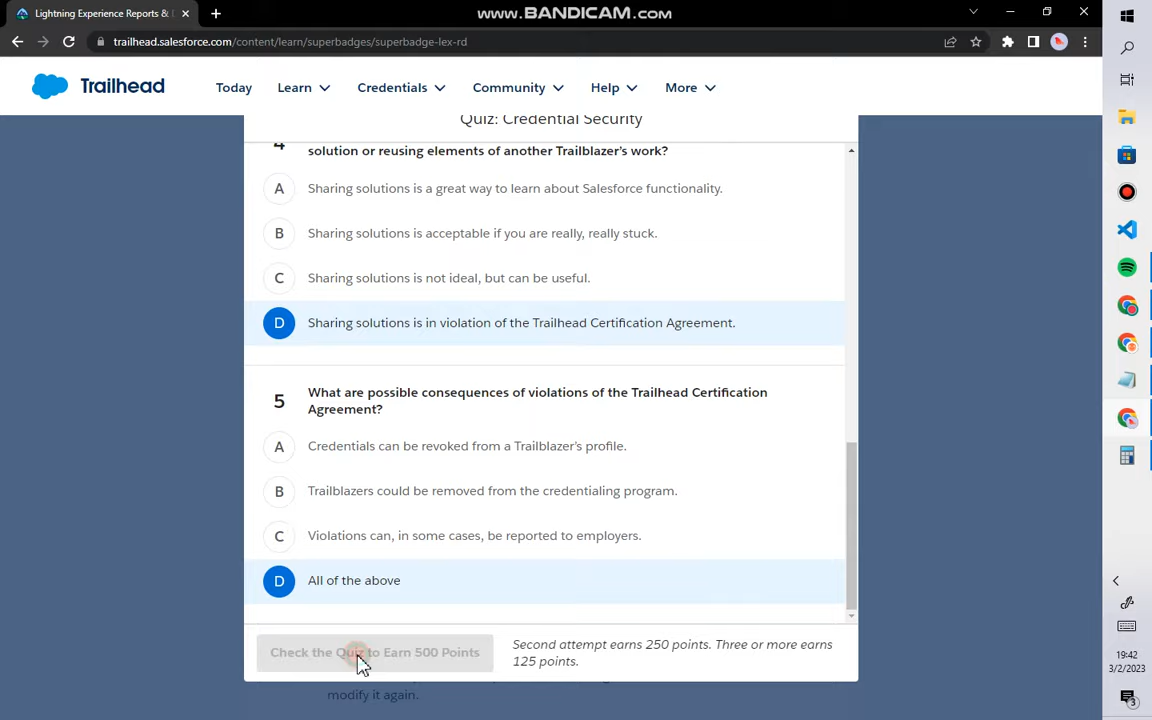 Lightning Experience Reports &
www.BANDICAM.com
trailhead.salesforce.com/content/learn/superbadges/superbadge-lex-rd
Trailhead
Today
Learn
Credentials
Community
Help
More
Quiz: Credential Security
4
solution or reusing elements of another Trailblazer's work?
A
Sharing solutions is a great way to learn about Salesforce functionality.
B
Sharing solutions is acceptable if you are really, really stuck.
C
Sharing solutions is not ideal, but can be useful.
D
Sharing solutions is in violation of the Trailhead Certification Agreement.
5
What are possible consequences of violations of the Trailhead Certification
Agreement?
A
Credentials can be revoked from a Trailblazer's profile.
B
Trailblazers could be removed from the credentialing program.
C
Violations can, in some cases, be reported to employers.
D
All of the above
Check the Quiz to Earn 500 Points
Second attempt earns 250 points. Three or more earns
125 points.
modify it again.
19:42
3/2/2023
3